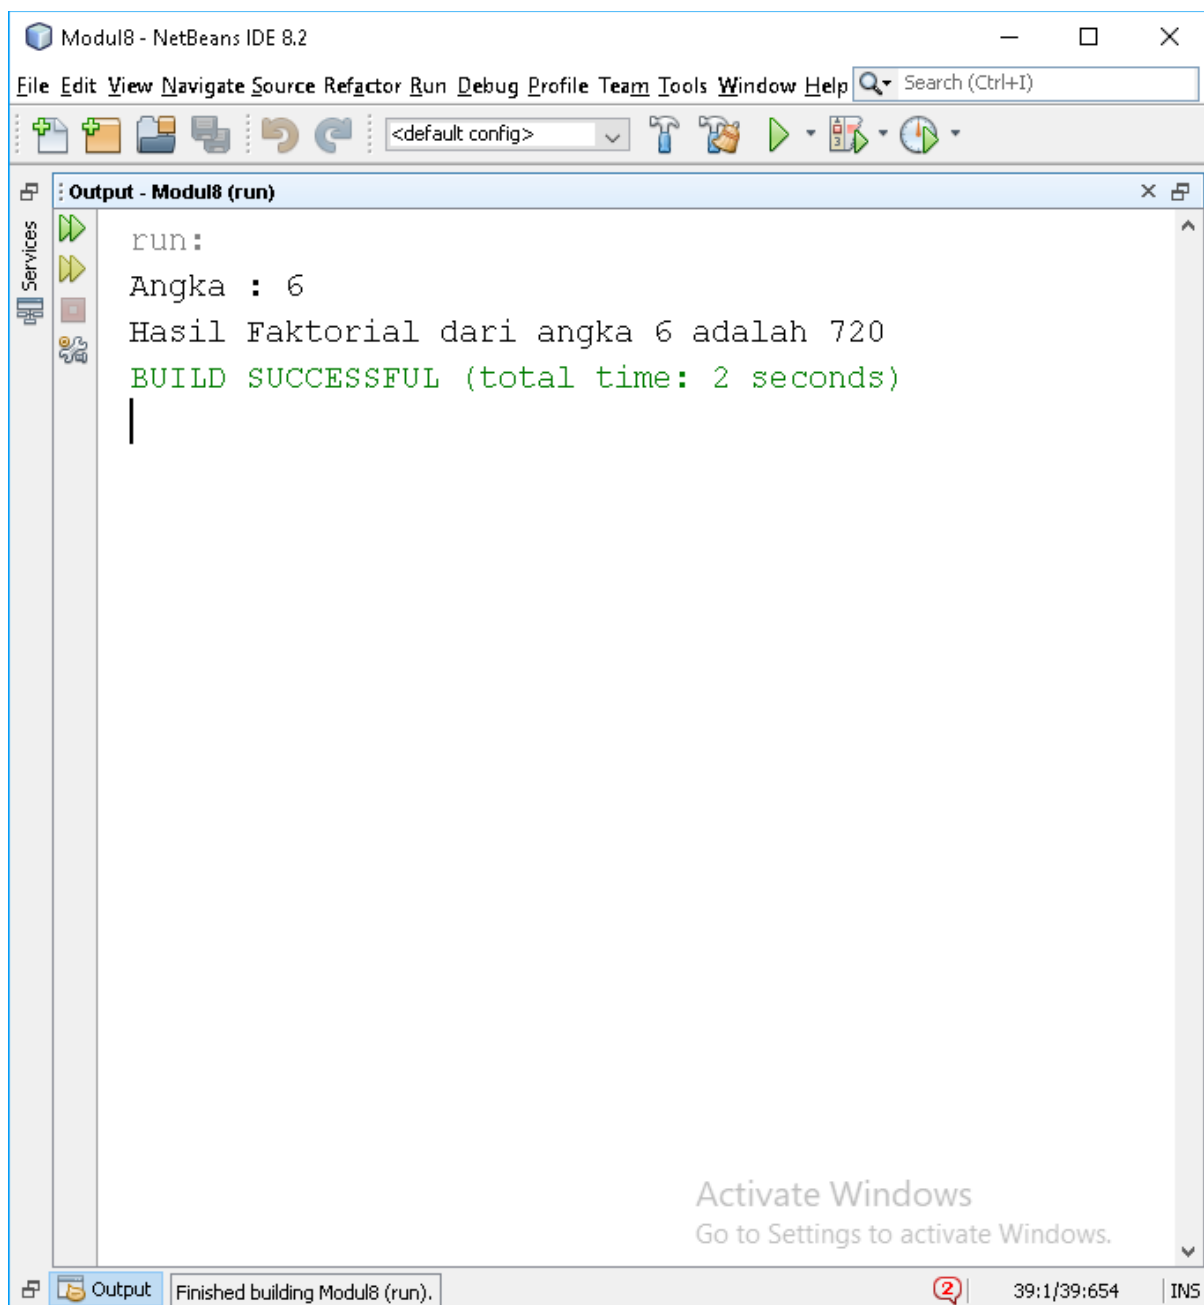 Modul8 - NetBeans IDE 8.2
File Edit View Navigate Source Refactor Run Debug Profile Team Tools Window Help Search (Ctrl+I)
<default config>
Output - Modul8 (run)
Services
run:
Angka : 6
Hasil Faktorial dari angka 6 adalah 720
BUILD SUCCESSFUL (total time: 2 seconds)
Activate Windows
Go to Settings to activate Windows.
Output Finished building Modul8 (run). 2 39:1/39:654 INS